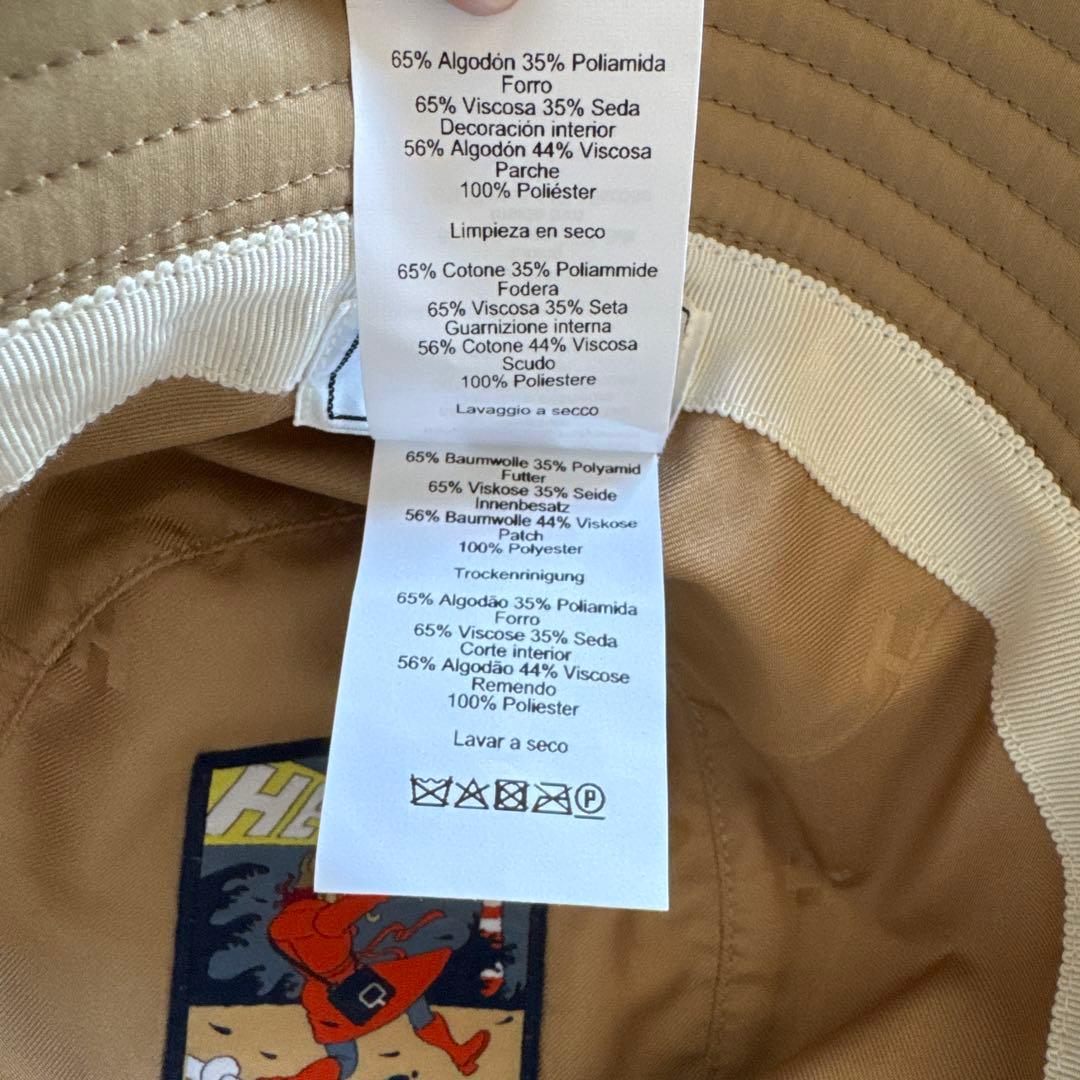 65% Algodón 35% Poliamida
Forro
65% Viscosa 35% Seda
Decoración interior
56% Algodón 44% Viscosa
Parche
100% Poliéster
Limpieza en seco
65% Cotone 35% Poliammide
Fodera
65% Viscosa 35% Seta
Guarnizione interna
56% Cotone 44% Viscosa
Scudo
100% Poliestere
Lavaggio a secco
65% Baumwolle 35% Polyamid
Futter
65% Viskose 35% Seide
Innenbesatz
56% Baumwolle 44% Viskose
Patch
100% Polyester
Trockenrinigung
65% Algodão 35% Poliamida
Forro
65% Viscose 35% Seda
Corte interior
56% Algodão 44% Viscose
Remendo
100% Poliester
Lavar a seco
P